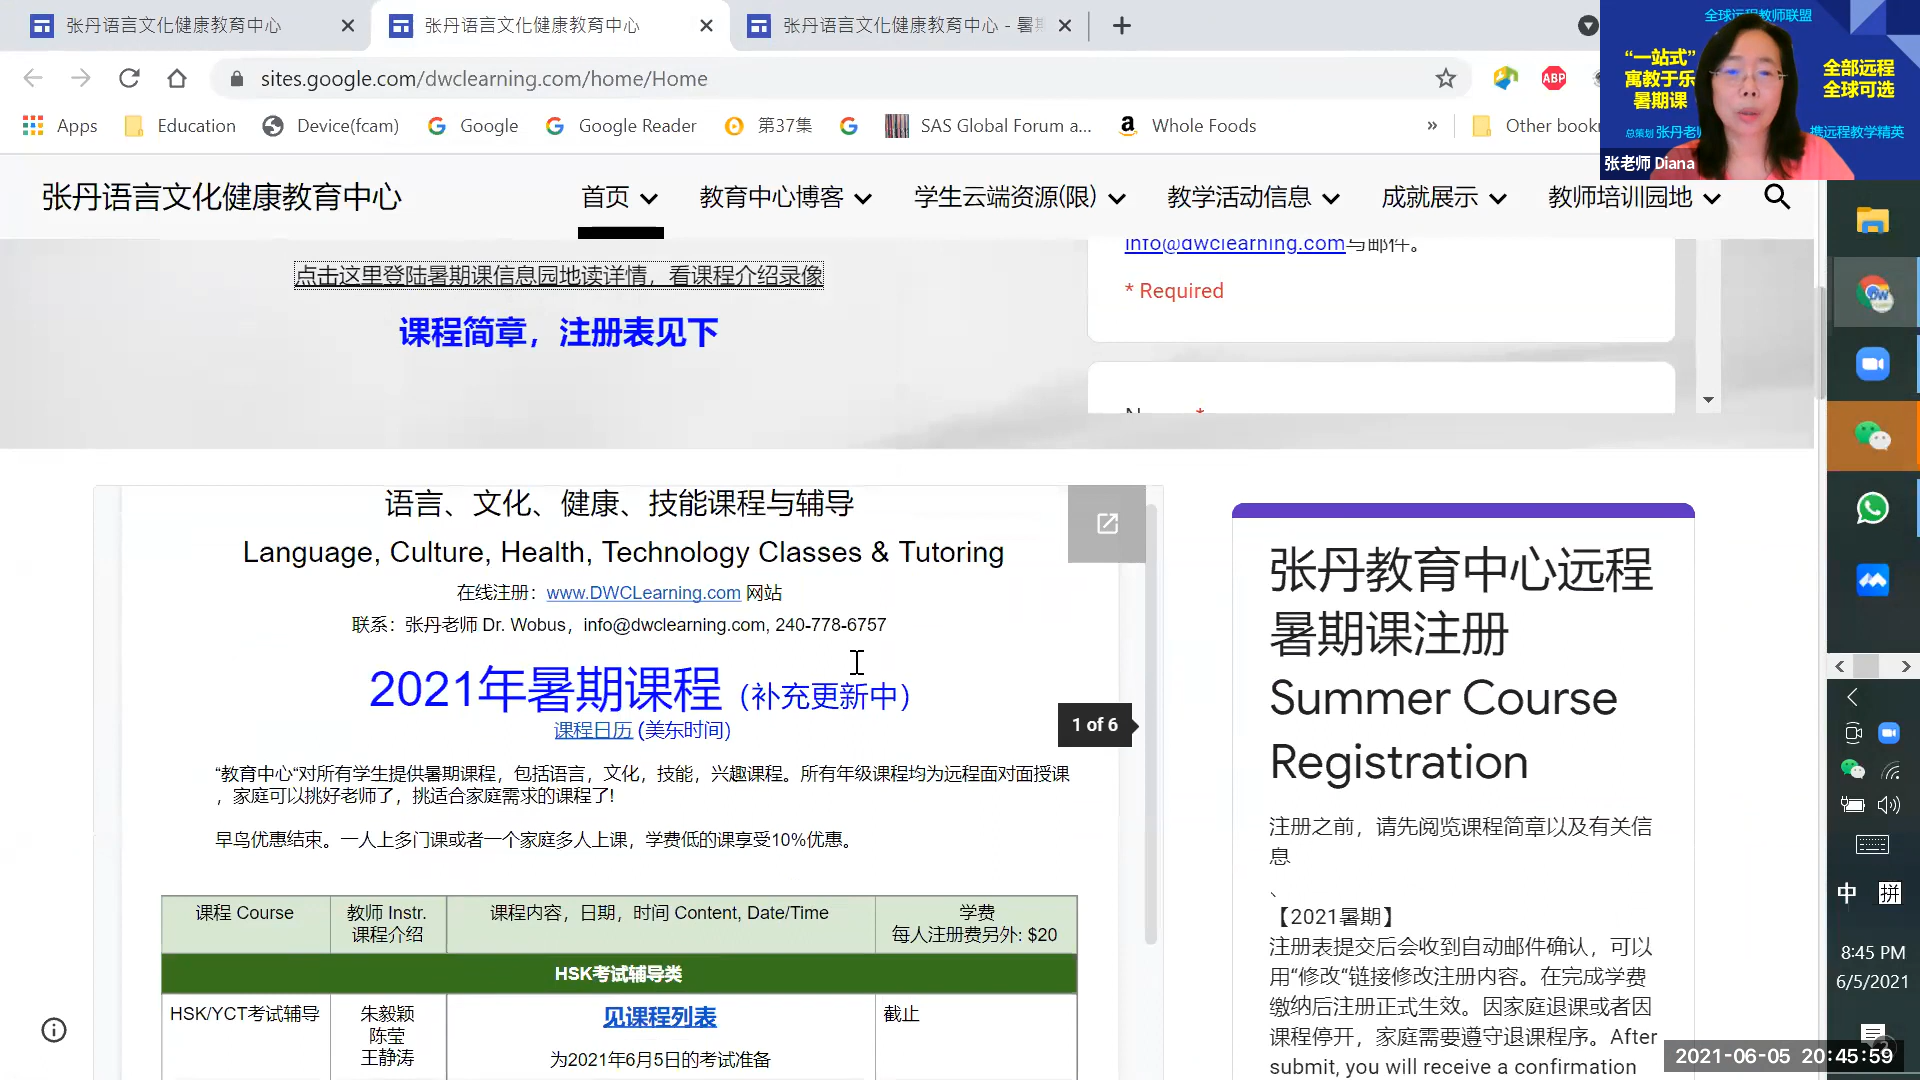 张丹语言文化健康教育中心
张丹语言文化健康教育中心
张丹语言文化健康教育中心 - 暑期
sites.google.com/dwclearning.com/home/Home
ABP
Apps
Education
Device(fcam)
Google
Google Reader
第37集
SAS Global Forum a...
Whole Foods
»
Other book
全球远程教师联盟
“一站式”
寓教于乐
暑期课
全部远程
全球可选
总策划 张丹老师
携远程教学精英
张老师 Diana
张丹语言文化健康教育中心
首页
教育中心博客
学生云端资源(限)
教学活动信息
成就展示
教师培训园地
点击这里登陆暑期课信息园地读详情，看课程介绍录像
课程简章，注册表见下
info@dwclearning.com写邮件。
* Required
语言、文化、健康、技能课程与辅导
Language, Culture, Health, Technology Classes & Tutoring
在线注册：www.DWCLearning.com 网站
联系：张丹老师 Dr. Wobus，info@dwclearning.com, 240-778-6757
2021年暑期课程（补充更新中）
课程日历 (美东时间)
1 of 6
“教育中心“对所有学生提供暑期课程，包括语言，文化，技能，兴趣课程。所有年级课程均为远程面对面授课
，家庭可以挑好老师了，挑适合家庭需求的课程了!
早鸟优惠结束。一人上多门课或者一个家庭多人上课，学费低的课享受10%优惠。
课程 Course
教师 Instr.
课程介绍
课程内容，日期，时间 Content, Date/Time
学费
每人注册费另外: $20
HSK考试辅导类
HSK/YCT考试辅导
朱毅颖
陈莹
王静涛
见课程列表
为2021年6月5日的考试准备
截止
张丹教育中心远程
暑期课注册
Summer Course
Registration
注册之前，请先阅览课程简章以及有关信
息
、
【2021暑期】
注册表提交后会收到自动邮件确认，可以
用“修改“链接修改注册内容。在完成学费
缴纳后注册正式生效。因家庭退课或者因
课程停开，家庭需要遵守退课程序。After
submit, you will receive a confirmation
中
拼
8:45 PM
6/5/2021
2021-06-05 20:45:59